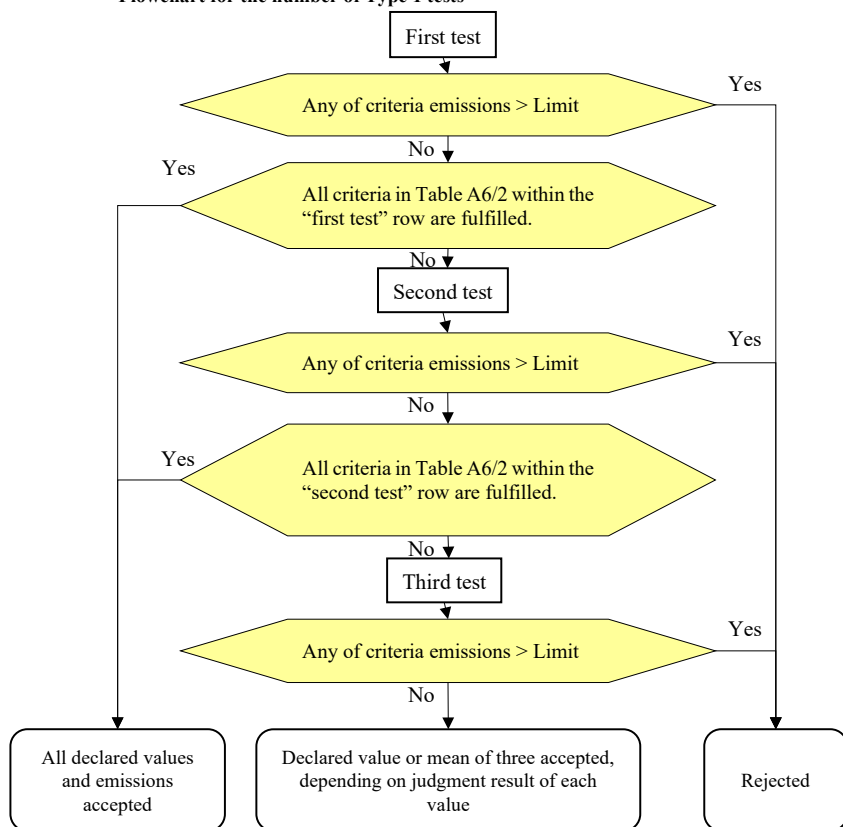 Flowchart for the number of Type 1 tests
First test
Yes
Any of criteria emissions > Limit
No
Yes
All criteria in Table A6/2 within the
“first test” row are fulfilled.
No
Second test
Yes
Any of criteria emissions > Limit
No
Yes
All criteria in Table A6/2 within the
“second test” row are fulfilled.
No
Third test
Yes
Any of criteria emissions > Limit
No
All declared values
and emissions
accepted
Declared value or mean of three accepted,
depending on judgment result of each
value
Rejected